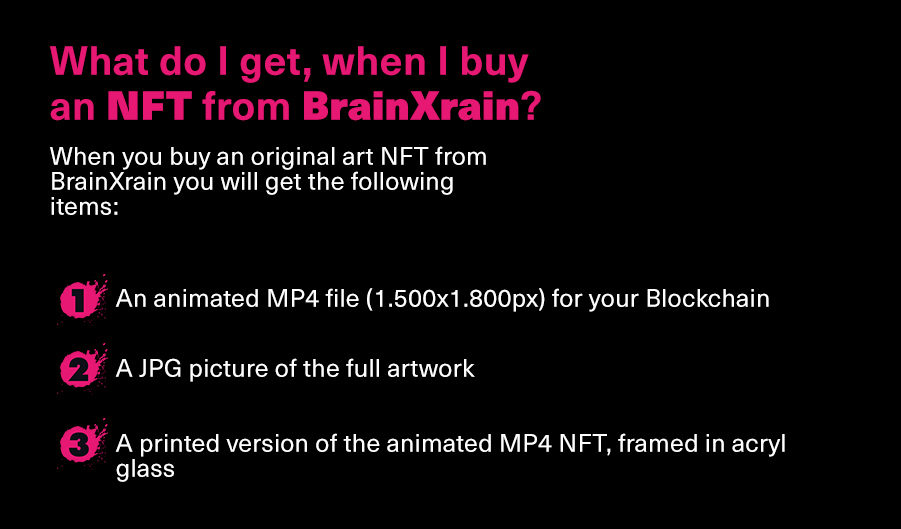 What do I get, when I buy
an NFT from BrainXrain?
When you buy an original art NFT from
BrainXrain you will get the following
items:
1 An animated MP4 file (1.500x1.800px) for your Blockchain
2 A JPG picture of the full artwork
3 A printed version of the animated MP4 NFT, framed in acryl
glass